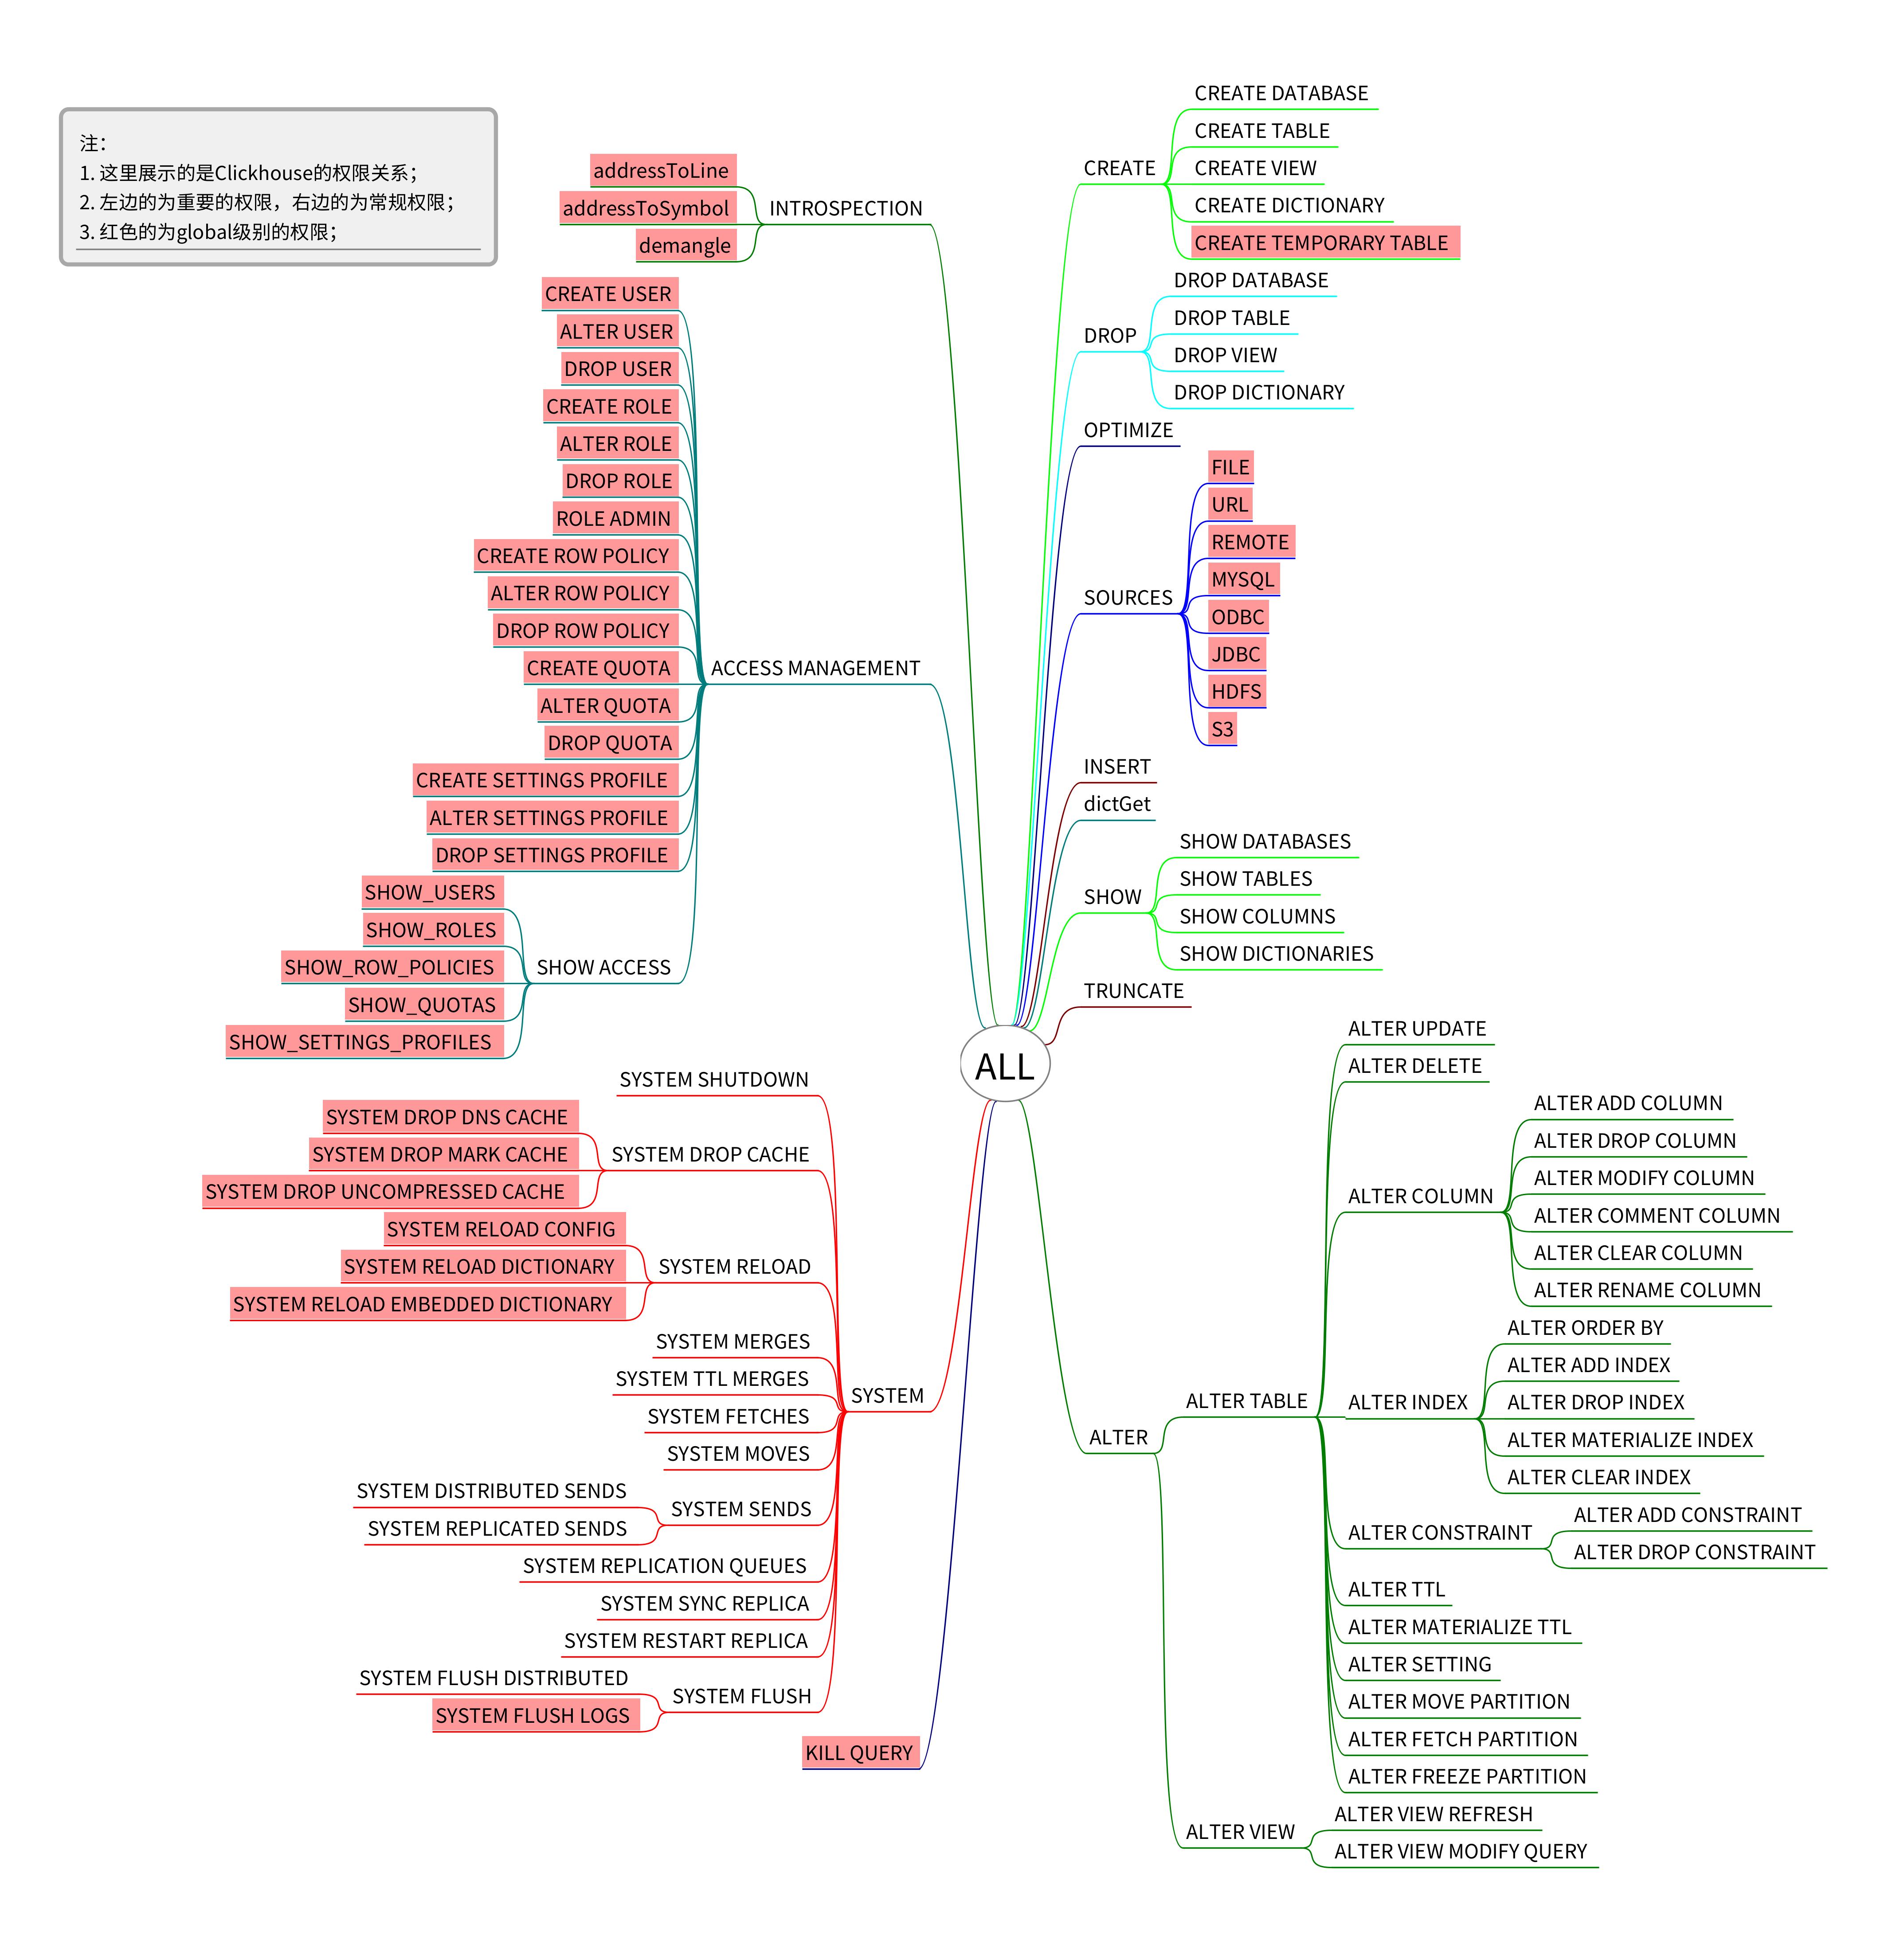 注：
1. 这里展示的是Clickhouse的权限关系；
2. 左边的为重要的权限，右边的为常规权限；
3. 红色的为global级别的权限；
addressToLine
addressToSymbol
demangle
INTROSPECTION
CREATE USER
ALTER USER
DROP USER
CREATE ROLE
ALTER ROLE
DROP ROLE
ROLE ADMIN
CREATE ROW POLICY
ALTER ROW POLICY
DROP ROW POLICY
CREATE QUOTA
ALTER QUOTA
DROP QUOTA
CREATE SETTINGS PROFILE
ALTER SETTINGS PROFILE
DROP SETTINGS PROFILE
ACCESS MANAGEMENT
SHOW_USERS
SHOW_ROLES
SHOW_ROW_POLICIES
SHOW_QUOTAS
SHOW_SETTINGS_PROFILES
SHOW ACCESS
SYSTEM SHUTDOWN
SYSTEM DROP DNS CACHE
SYSTEM DROP MARK CACHE
SYSTEM DROP UNCOMPRESSED CACHE
SYSTEM DROP CACHE
SYSTEM RELOAD CONFIG
SYSTEM RELOAD DICTIONARY
SYSTEM RELOAD EMBEDDED DICTIONARY
SYSTEM RELOAD
SYSTEM MERGES
SYSTEM TTL MERGES
SYSTEM FETCHES
SYSTEM MOVES
SYSTEM
SYSTEM DISTRIBUTED SENDS
SYSTEM REPLICATED SENDS
SYSTEM SENDS
SYSTEM REPLICATION QUEUES
SYSTEM SYNC REPLICA
SYSTEM RESTART REPLICA
SYSTEM FLUSH DISTRIBUTED
SYSTEM FLUSH LOGS
SYSTEM FLUSH
KILL QUERY
ALL
CREATE
CREATE DATABASE
CREATE TABLE
CREATE VIEW
CREATE DICTIONARY
CREATE TEMPORARY TABLE
DROP
DROP DATABASE
DROP TABLE
DROP VIEW
DROP DICTIONARY
OPTIMIZE
SOURCES
FILE
URL
REMOTE
MYSQL
ODBC
JDBC
HDFS
S3
INSERT
dictGet
SHOW
SHOW DATABASES
SHOW TABLES
SHOW COLUMNS
SHOW DICTIONARIES
TRUNCATE
ALTER
ALTER TABLE
ALTER UPDATE
ALTER DELETE
ALTER COLUMN
ALTER ADD COLUMN
ALTER DROP COLUMN
ALTER MODIFY COLUMN
ALTER COMMENT COLUMN
ALTER CLEAR COLUMN
ALTER RENAME COLUMN
ALTER INDEX
ALTER ORDER BY
ALTER ADD INDEX
ALTER DROP INDEX
ALTER MATERIALIZE INDEX
ALTER CLEAR INDEX
ALTER CONSTRAINT
ALTER ADD CONSTRAINT
ALTER DROP CONSTRAINT
ALTER TTL
ALTER MATERIALIZE TTL
ALTER SETTING
ALTER MOVE PARTITION
ALTER FETCH PARTITION
ALTER FREEZE PARTITION
ALTER VIEW
ALTER VIEW REFRESH
ALTER VIEW MODIFY QUERY